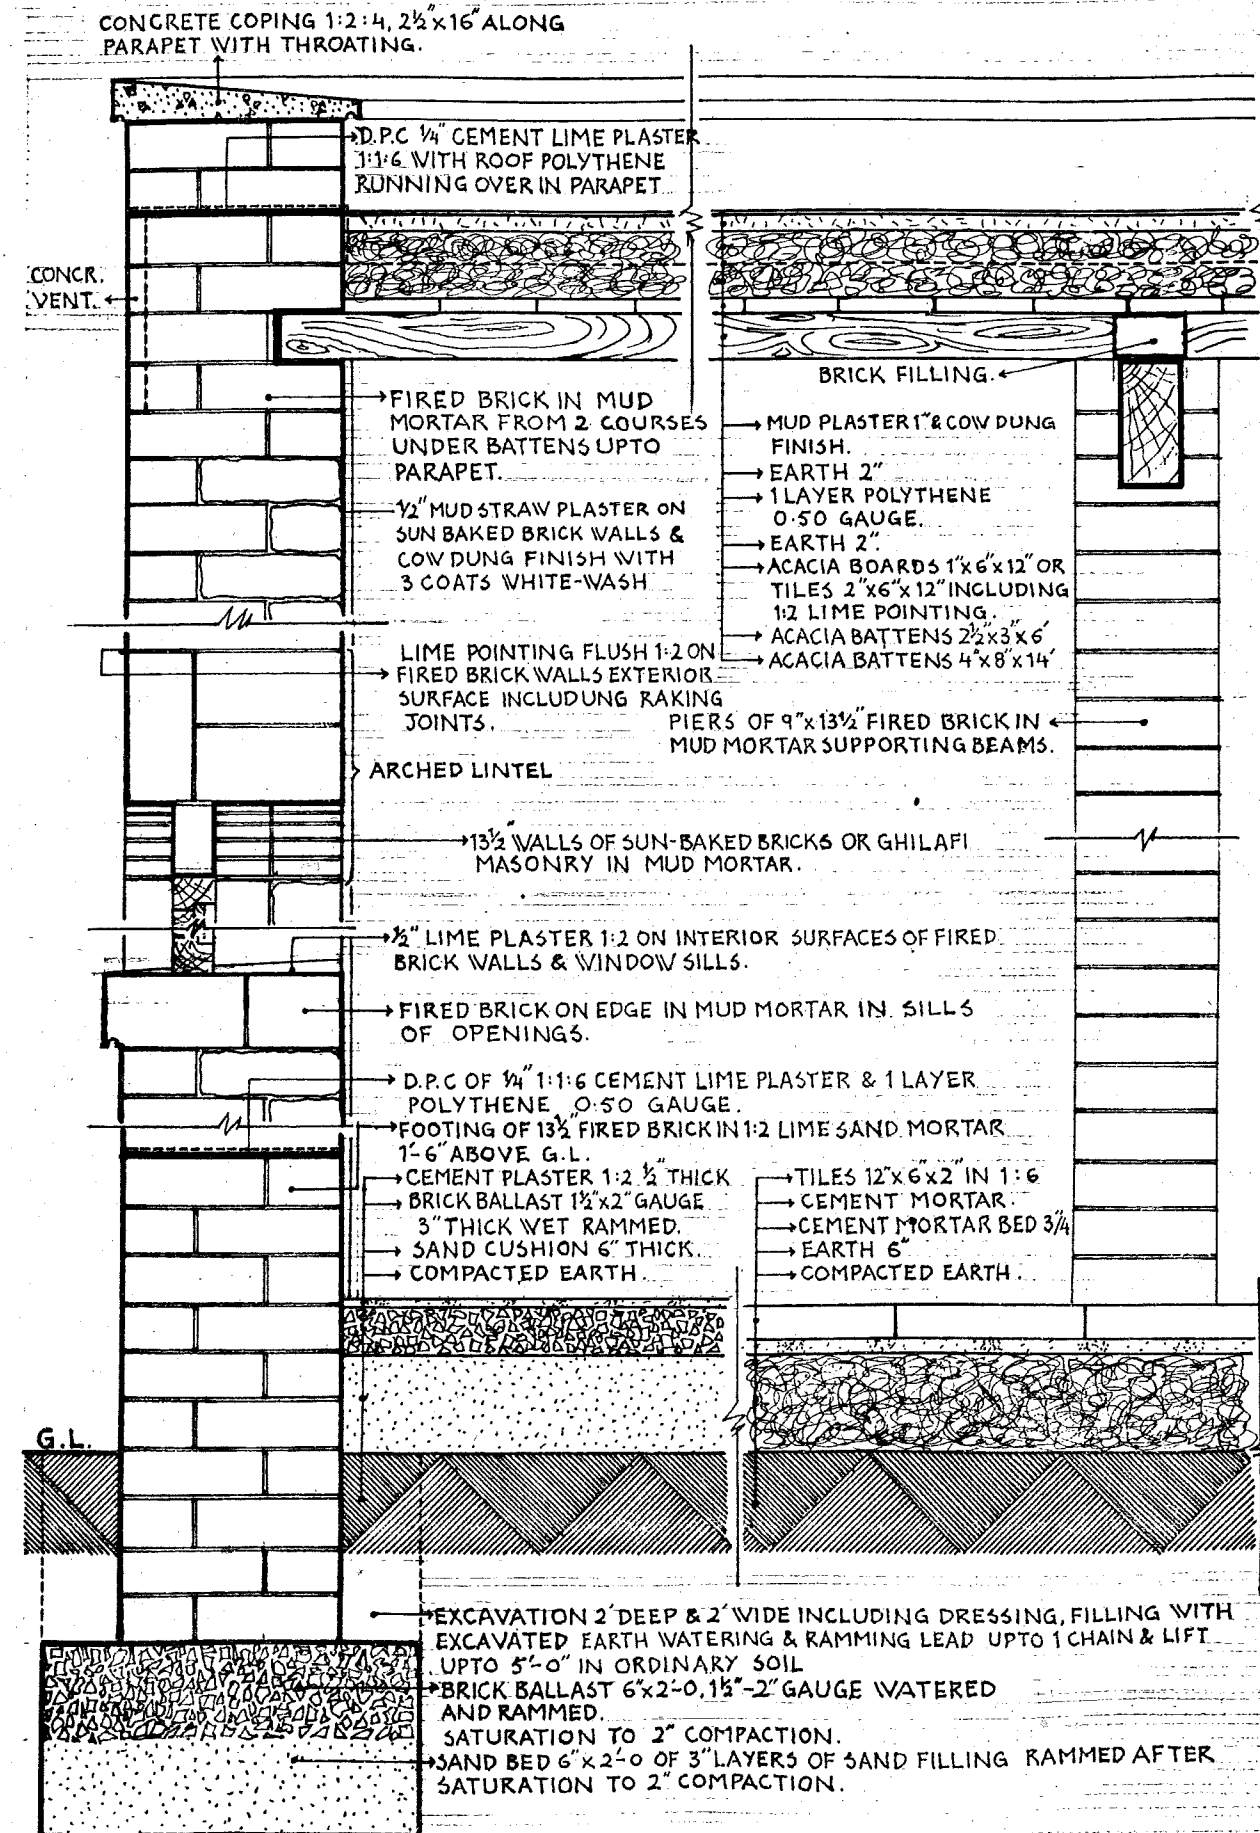 CONCRETE COPING 1:2:4, 2½"x16" ALONG
PARAPET WITH THROATING.
D.P.C ¼" CEMENT LIME PLASTER
1:1:6 WITH ROOF POLYTHENE
RUNNING OVER IN PARAPET
CONCR.
VENT.
BRICK FILLING.
FIRED BRICK IN MUD
MORTAR FROM 2 COURSES
UNDER BATTENS UPTO
PARAPET.
½" MUD STRAW PLASTER ON
SUN BAKED BRICK WALLS &
COW DUNG FINISH WITH
3 COATS WHITE-WASH
MUD PLASTER 1" & COW DUNG
FINISH.
EARTH 2"
1 LAYER POLYTHENE
0.50 GAUGE.
EARTH 2".
ACACIA BOARDS 1"x6"x12" OR
TILES 2"x6"x12" INCLUDING
1:2 LIME POINTING.
ACACIA BATTENS 2½"x3"x6'
ACACIA BATTENS 4"x8"x14'
LIME POINTING FLUSH 1:2 ON
FIRED BRICK WALLS EXTERIOR
SURFACE INCLUDUNG RAKING
JOINTS.
PIERS OF 9"x13½" FIRED BRICK IN
MUD MORTAR SUPPORTING BEAMS.
ARCHED LINTEL
13½" WALLS OF SUN-BAKED BRICKS OR GHILAFI
MASONRY IN MUD MORTAR.
½" LIME PLASTER 1:2 ON INTERIOR SURFACES OF FIRED
BRICK WALLS & WINDOW SILLS.
FIRED BRICK ON EDGE IN MUD MORTAR IN SILLS
OF OPENINGS.
D.P.C OF ¼" 1:1:6 CEMENT LIME PLASTER & 1 LAYER
POLYTHENE 0.50 GAUGE.
FOOTING OF 13½" FIRED BRICK IN 1:2 LIME SAND MORTAR
1'-6" ABOVE G.L.
CEMENT PLASTER 1:2 ½" THICK
BRICK BALLAST 1½"x2" GAUGE
3" THICK WET RAMMED.
SAND CUSHION 6" THICK.
COMPACTED EARTH.
TILES 12"x6"x2" IN 1:6
CEMENT MORTAR.
CEMENT MORTAR BED 3/4
EARTH 6"
COMPACTED EARTH.
G.L.
EXCAVATION 2' DEEP & 2' WIDE INCLUDING DRESSING, FILLING WITH
EXCAVATED EARTH WATERING & RAMMING LEAD UPTO 1 CHAIN & LIFT
UPTO 5'-0" IN ORDINARY SOIL
BRICK BALLAST 6"x2'-0, 1½"-2" GAUGE WATERED
AND RAMMED.
SATURATION TO 2" COMPACTION.
SAND BED 6"x2'-0 OF 3" LAYERS OF SAND FILLING RAMMED AFTER
SATURATION TO 2" COMPACTION.